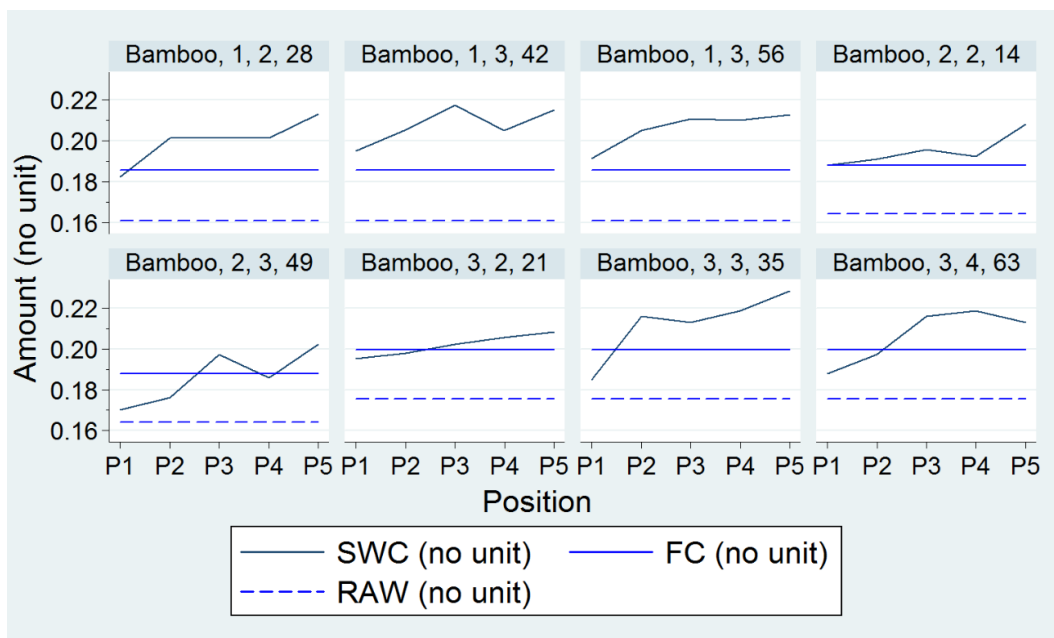 Bamboo, 1, 2, 28
Bamboo, 1, 3, 42
Bamboo, 1, 3, 56
Bamboo, 2, 2, 14
0.22
0.20
0.18
0.16
Bamboo, 2, 3, 49
Bamboo, 3, 2, 21
Bamboo, 3, 3, 35
Bamboo, 3, 4, 63
0.22
0.20
0.18
0.16
Amount (no unit)
P1 P2 P3 P4 P5
P1 P2 P3 P4 P5
P1 P2 P3 P4 P5
P1 P2 P3 P4 P5
Position
SWC (no unit)
FC (no unit)
RAW (no unit)